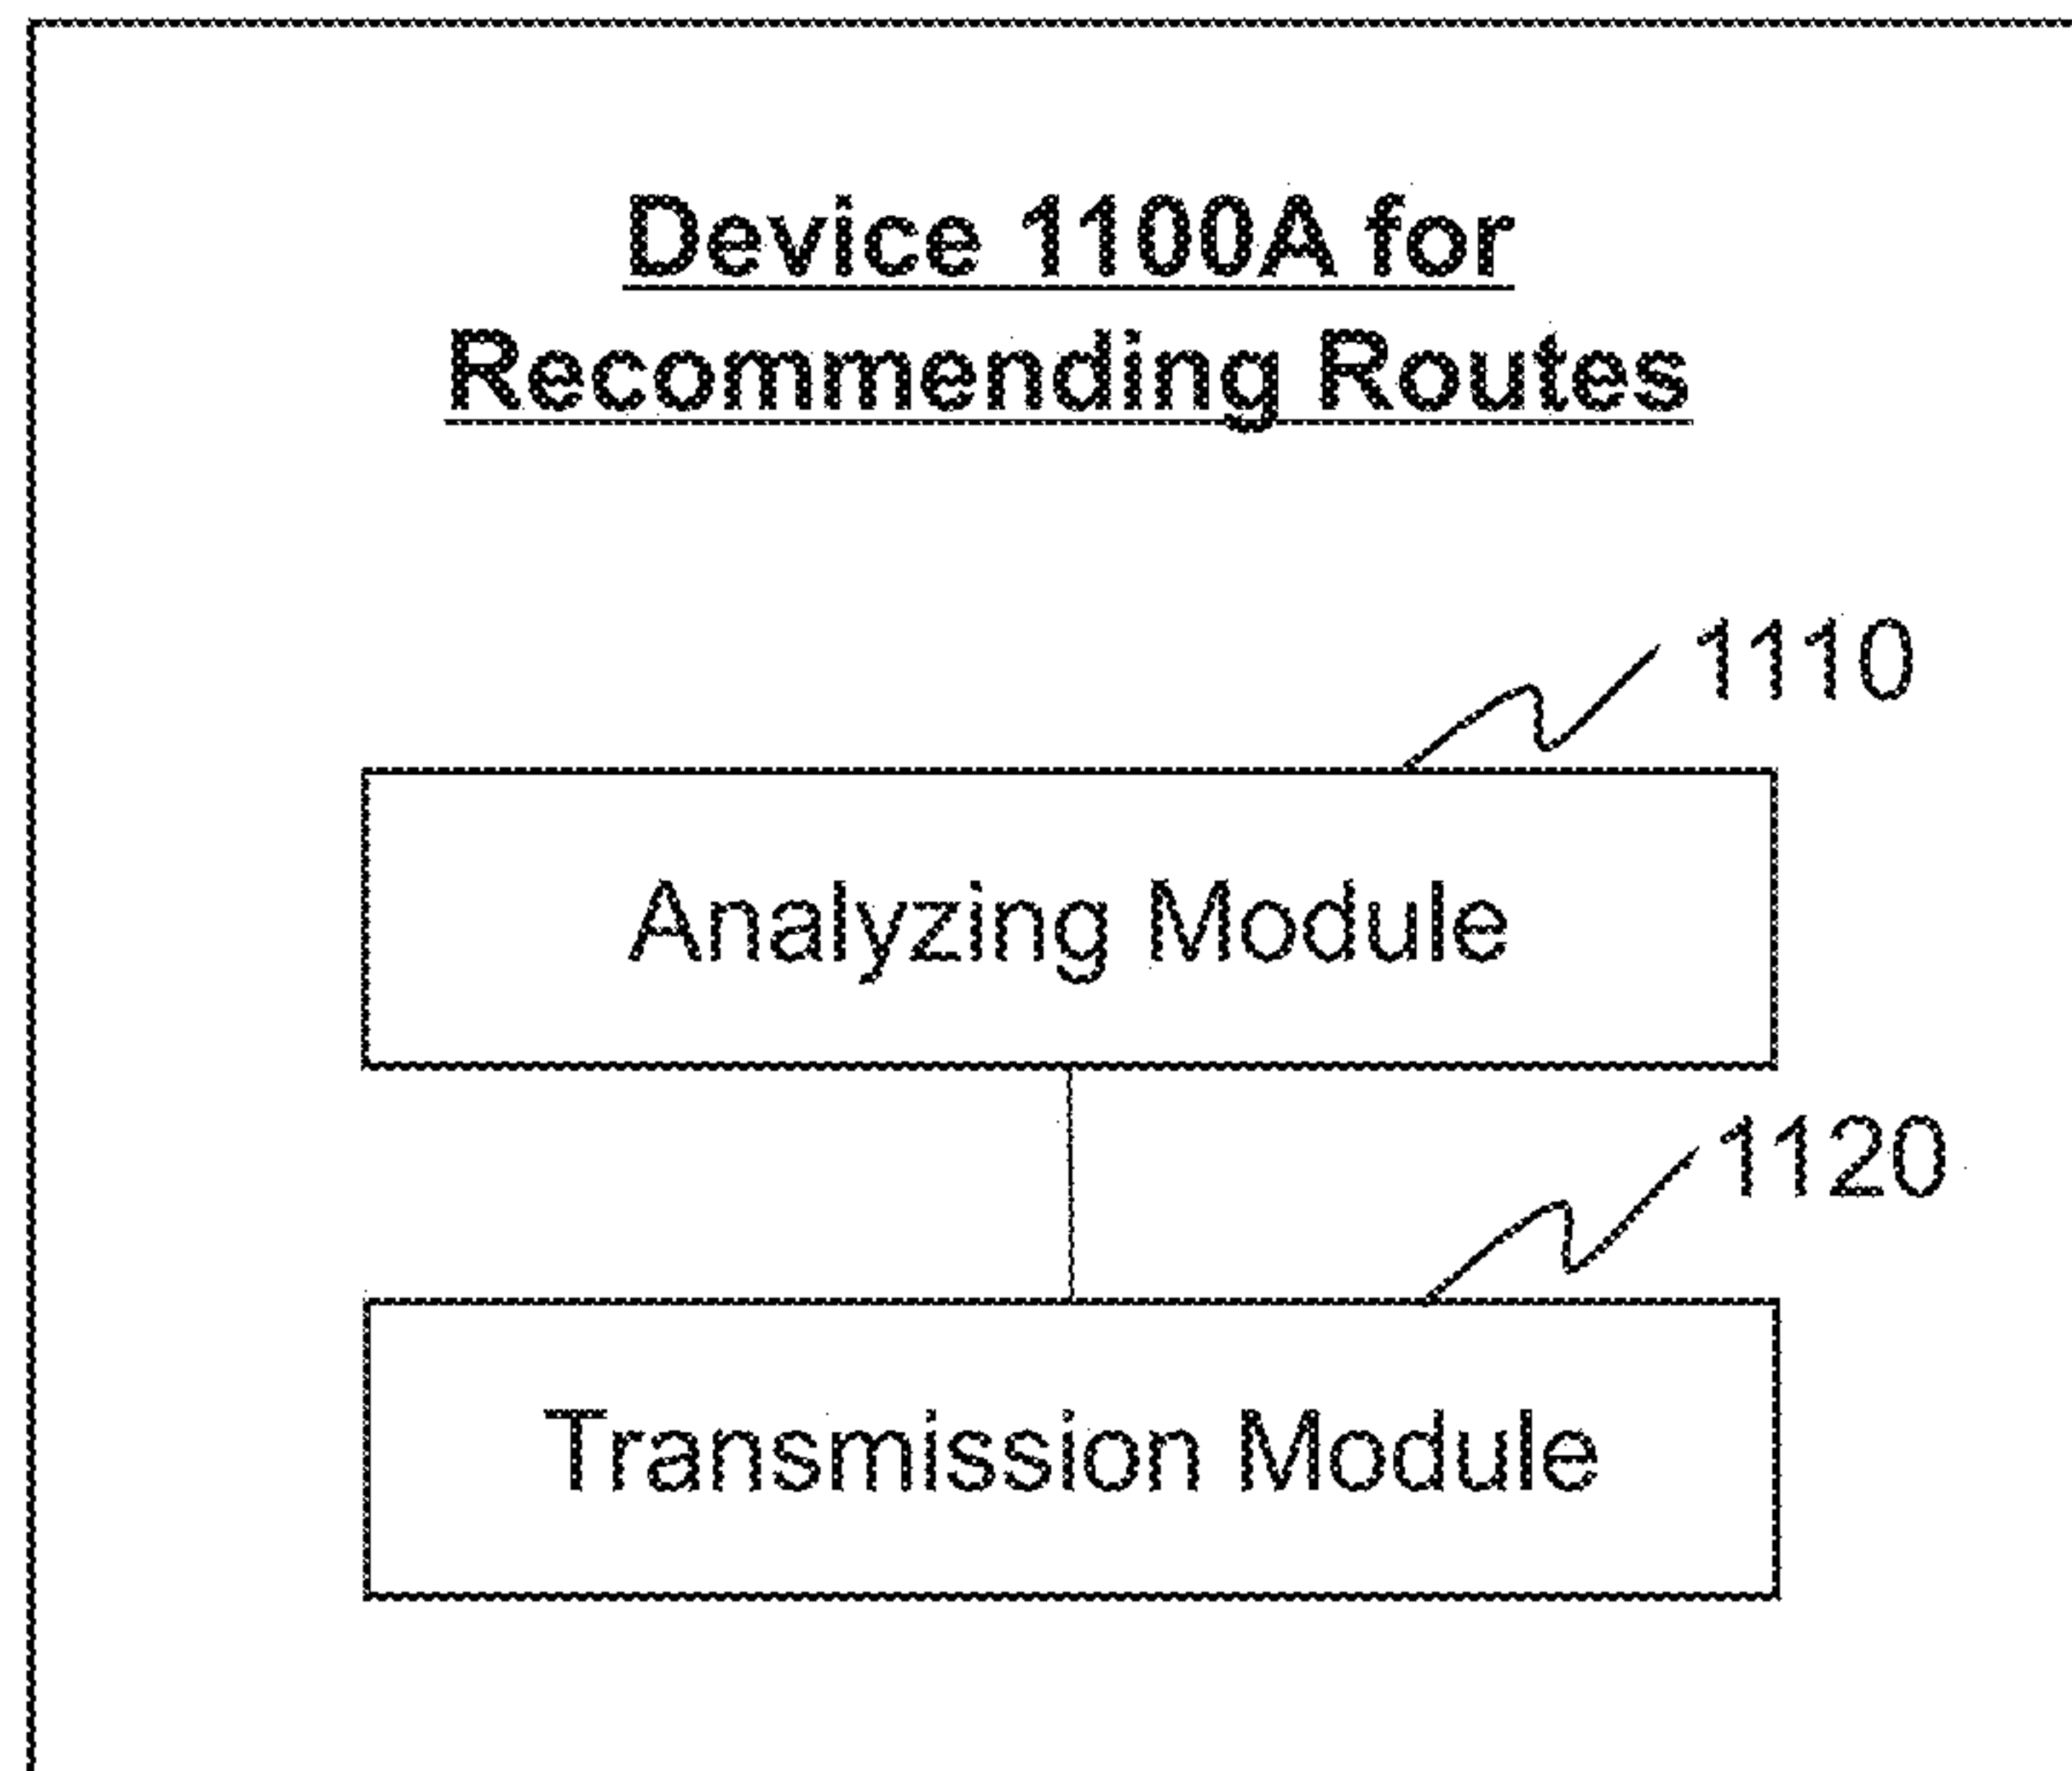 Device 1100A for
Recommending Routes
1110
Analyzing Module
1120
Transmission Module